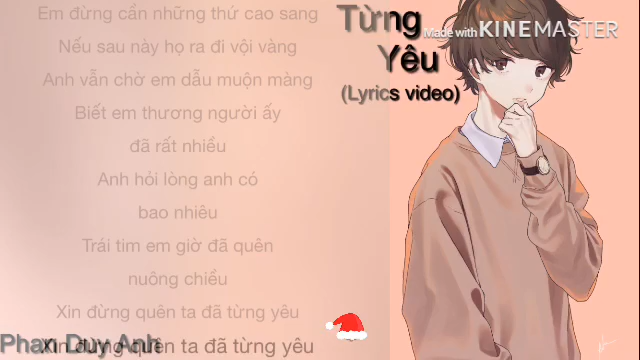 Em đừng cần những thứ cao sang
Nếu sau này họ ra đi vội vàng
Anh vẫn chờ em dẫu muộn màng
Biết em thương người ấy
đã rất nhiều
Anh hỏi lòng anh có
bao nhiêu
Trái tim em giờ đã quên
nuông chiều
Xin đừng quên ta đã từng yêu
Xin đừng quên ta đã từng yêu
Phan Duy Anh
Từng
Yêu
(Lyrics video)
Made with KINEMASTER